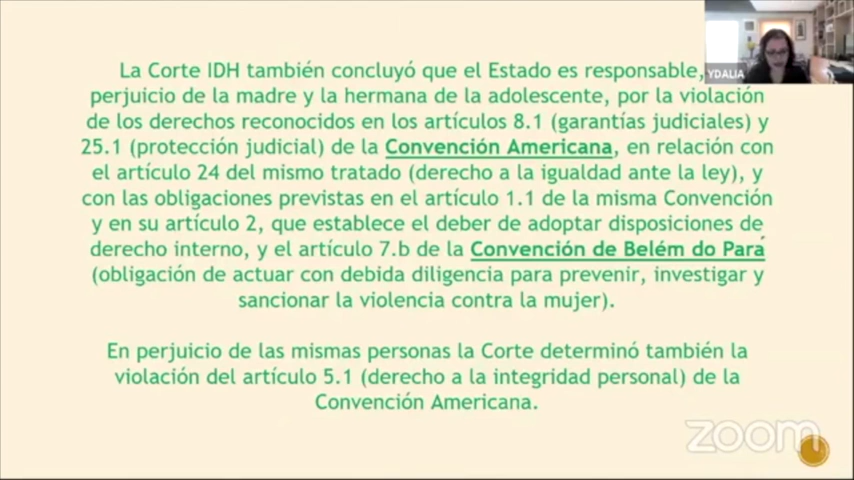 La Corte IDH también concluyó que el Estado es responsable,
perjuicio de la madre y la hermana de la adolescente, por la violación
de los derechos reconocidos en los artículos 8.1 (garantías judiciales) y
25.1 (protección judicial) de la Convención Americana, en relación con
el artículo 24 del mismo tratado (derecho a la igualdad ante la ley), y
con las obligaciones previstas en el artículo 1.1 de la misma Convención
y en su artículo 2, que establece el deber de adoptar disposiciones de
derecho interno, y el artículo 7.b de la Convención de Belém do Pará
(obligación de actuar con debida diligencia para prevenir, investigar y
sancionar la violencia contra la mujer).
En perjuicio de las mismas personas la Corte determinó también la
violación del artículo 5.1 (derecho a la integridad personal) de la
Convención Americana.
YDALIA
zoom